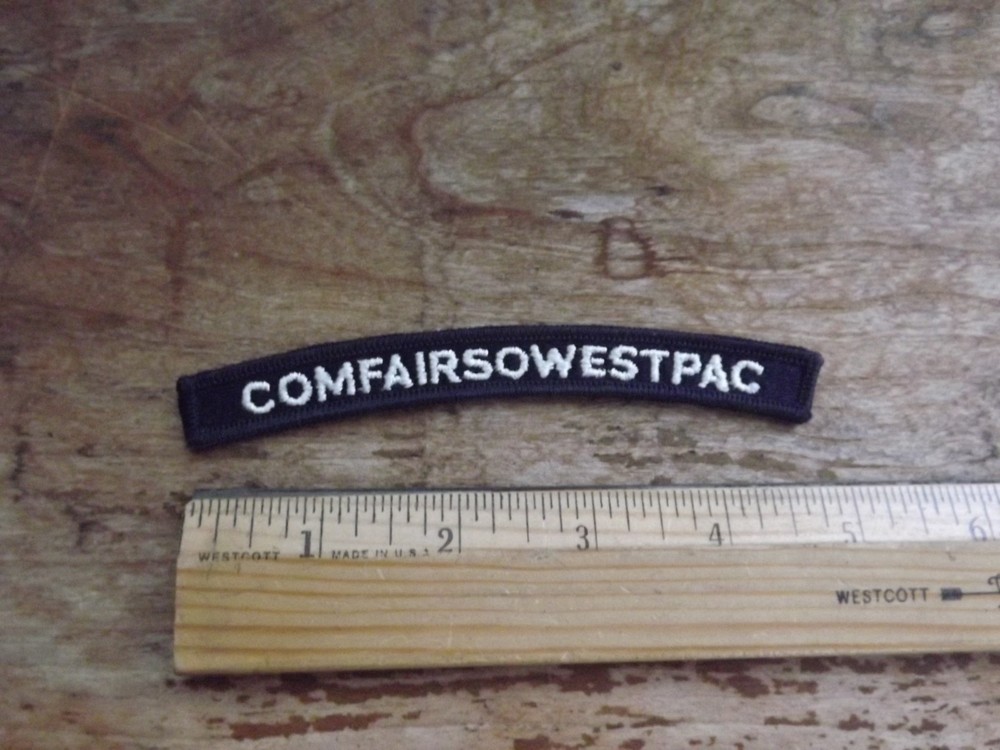 COMFAIRSOWESTPAC
1 2 3 4 5 6
WESTCOTT MADE IN U.S.A
WESTCOTT